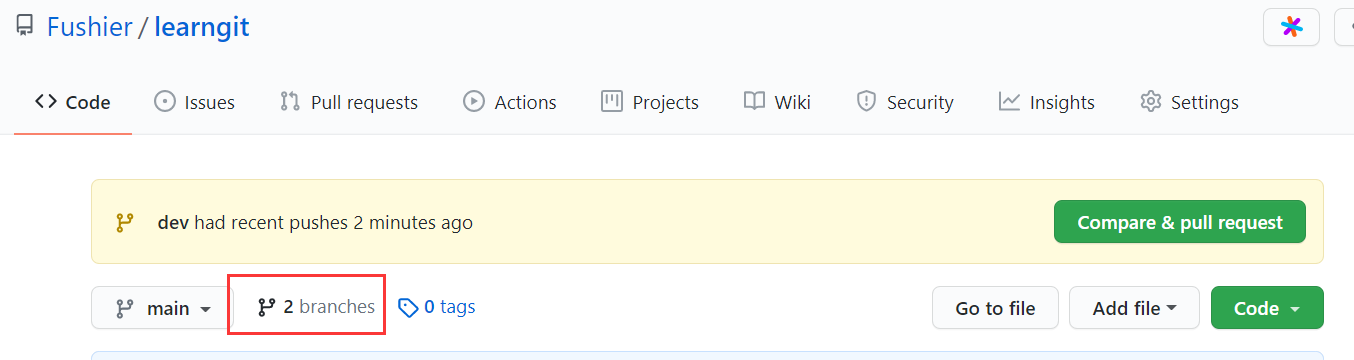 Fushier / learngit
Code Issues Pull requests Actions Projects Wiki Security Insights Settings
dev had recent pushes 2 minutes ago Compare & pull request
main 2 branches 0 tags Go to file Add file Code